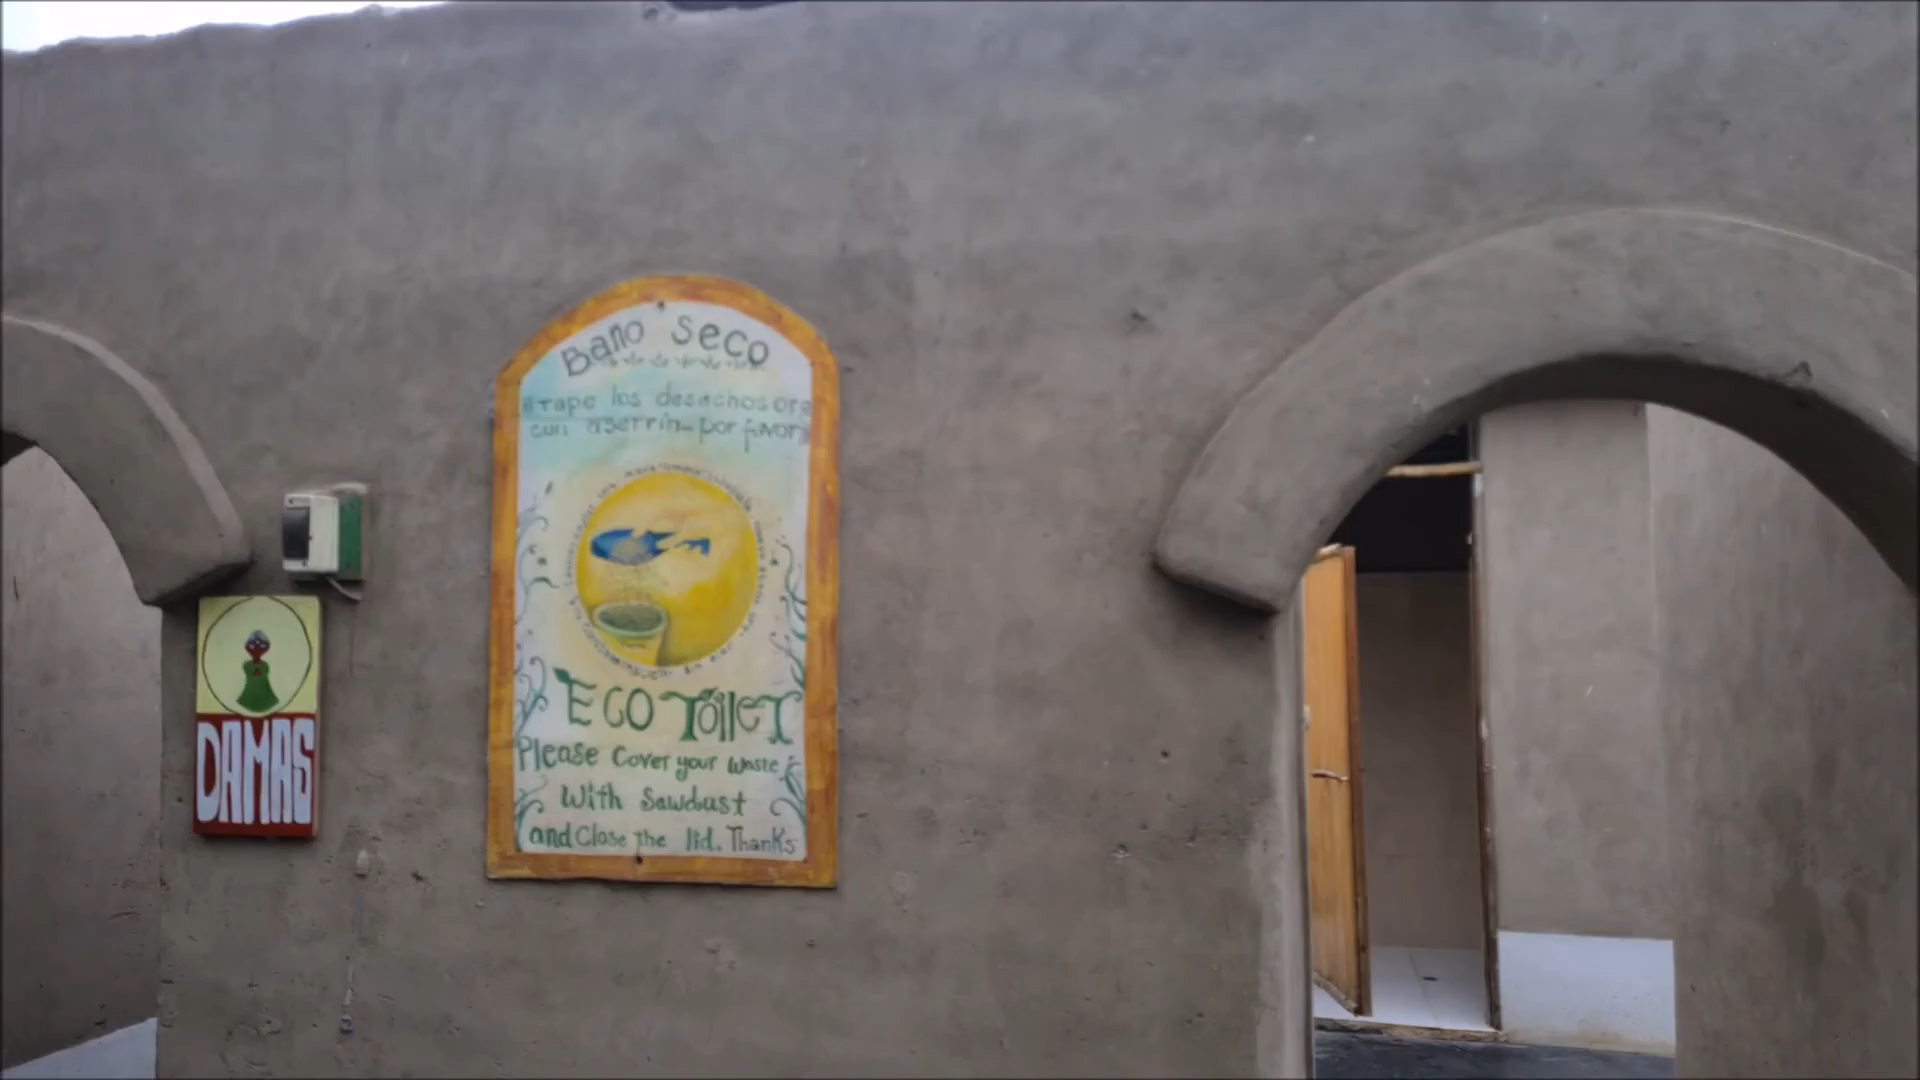 Baño seco
tape los desechos
con aserrín por favor
ECO Toilet
Please cover your waste
with sawdust
and close the lid. Thanks
DAMAS